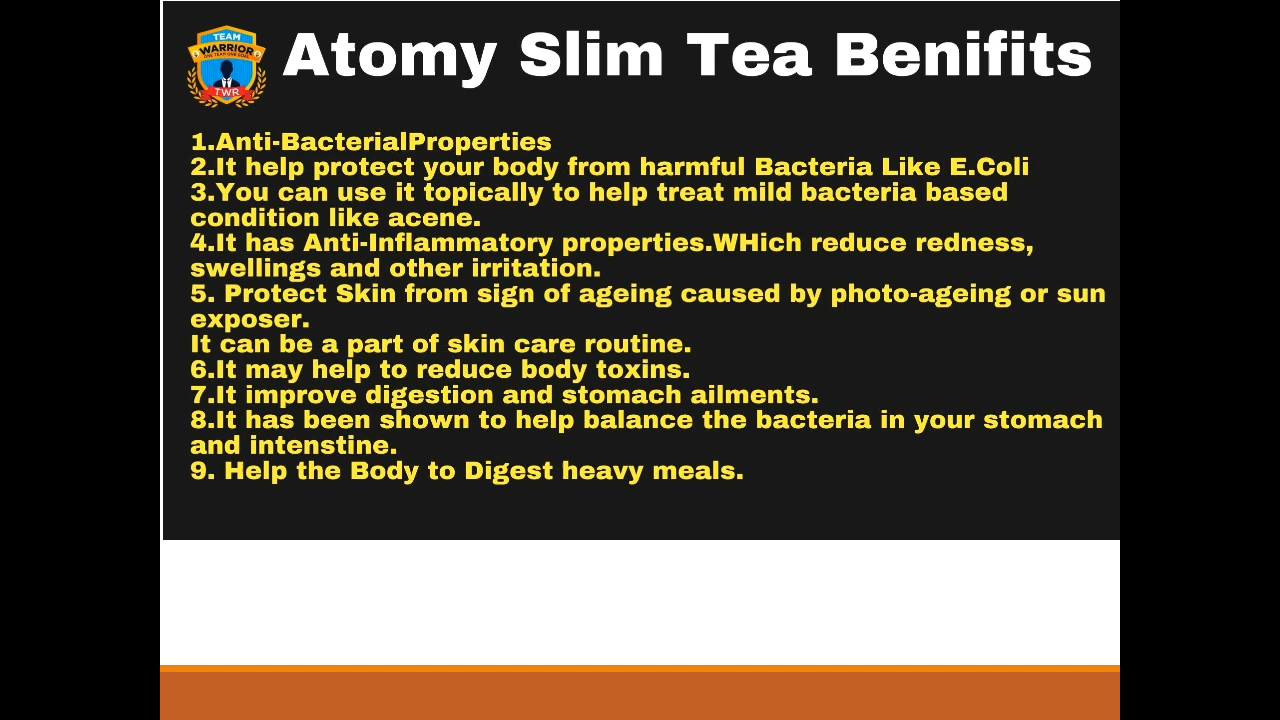 TEAM
WARRIOR
ONE TEAM ONE GOAL
TWR
Atomy Slim Tea Benifits
1.Anti-BacterialProperties
2.It help protect your body from harmful Bacteria Like E.Coli
3.You can use it topically to help treat mild bacteria based
condition like acene.
4.It has Anti-Inflammatory properties.WHich reduce redness,
swellings and other irritation.
5. Protect Skin from sign of ageing caused by photo-ageing or sun
exposer.
It can be a part of skin care routine.
6.It may help to reduce body toxins.
7.It improve digestion and stomach ailments.
8.It has been shown to help balance the bacteria in your stomach
and intenstine.
9. Help the Body to Digest heavy meals.